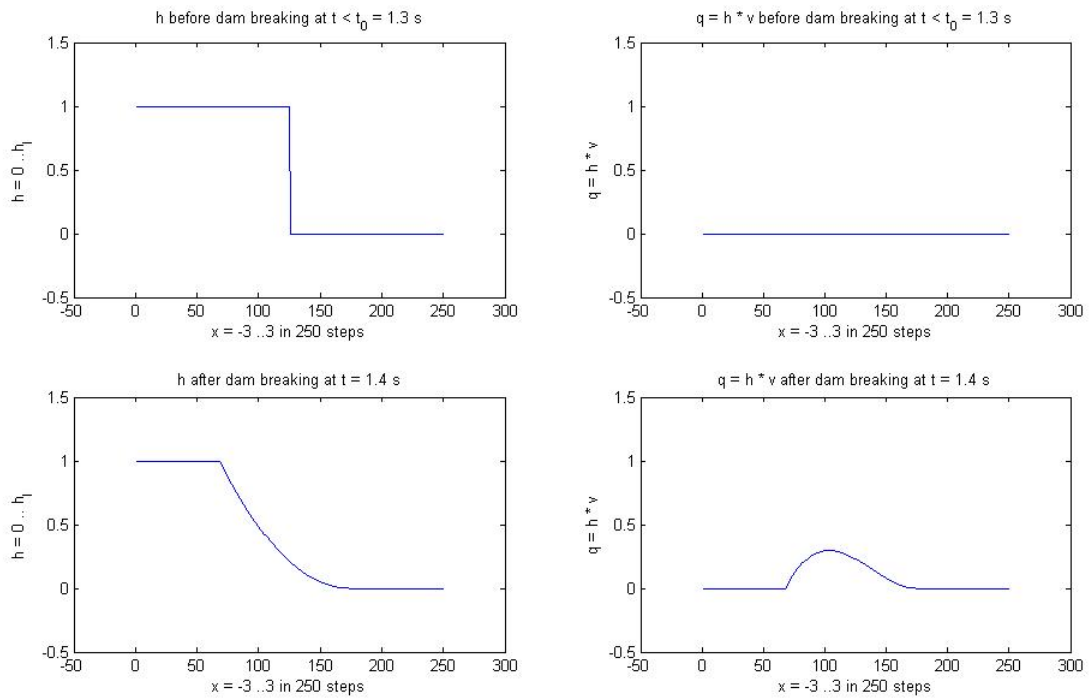 h before dam breaking at t < t0 = 1.3 s
1.5
1
0.5
0
-0.5
h = 0 ..hl
-50 0 50 100 150 200 250 300
x = -3 ..3 in 250 steps
q = h * v before dam breaking at t < t0 = 1.3 s
1.5
1
0.5
0
-0.5
q = h * v
-50 0 50 100 150 200 250 300
x = -3 ..3 in 250 steps
h after dam breaking at t = 1.4 s
1.5
1
0.5
0
-0.5
h = 0 .. hl
-50 0 50 100 150 200 250 300
x = -3 ..3 in 250 steps
q = h * v after dam breaking at t = 1.4 s
1.5
1
0.5
0
-0.5
q = h * v
-50 0 50 100 150 200 250 300
x = -3 ..3 in 250 steps